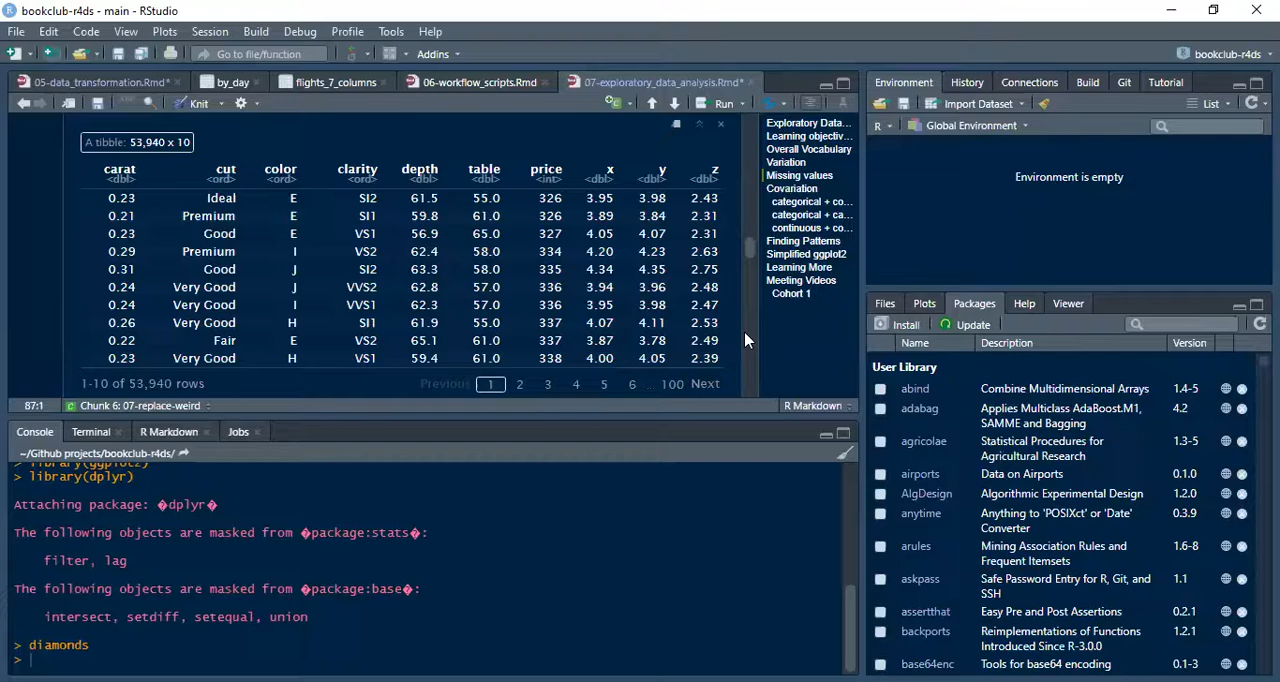 bookclub-r4ds - main - RStudio
File Edit Code View Plots Session Build Debug Profile Tools Help
Go to file/function Addins bookclub-r4ds
05-data_transformation.Rmd* by_day flights_7_columns 06-workflow_scripts.Rmd 07-exploratory_data_analysis.Rmd*
Knit Run
A tibble: 53,940 x 10
carat cut color clarity depth table price x y z
<dbl> <ord> <ord> <ord> <dbl> <dbl> <int> <dbl> <dbl> <dbl>
0.23 Ideal E SI2 61.5 55.0 326 3.95 3.98 2.43
0.21 Premium E SI1 59.8 61.0 326 3.89 3.84 2.31
0.23 Good E VS1 56.9 65.0 327 4.05 4.07 2.31
0.29 Premium I VS2 62.4 58.0 334 4.20 4.23 2.63
0.31 Good J SI2 63.3 58.0 335 4.34 4.35 2.75
0.24 Very Good J VVS2 62.8 57.0 336 3.94 3.96 2.48
0.24 Very Good I VVS1 62.3 57.0 336 3.95 3.98 2.47
0.26 Very Good H SI1 61.9 55.0 337 4.07 4.11 2.53
0.22 Fair E VS2 65.1 61.0 337 3.87 3.78 2.49
0.23 Very Good H VS1 59.4 61.0 338 4.00 4.05 2.39
1-10 of 53,940 rows Previous 1 2 3 4 5 6 ... 100 Next
87:1 Chunk 6: 07-replace-weird R Markdown
Exploratory Data...
Learning objectiv...
Overall Vocabulary
Variation
Missing values
Covariation
categorical + co...
categorical + ca...
continuous + co...
Finding Patterns
Simplified ggplot2
Learning More
Meeting Videos
Cohort 1
Console Terminal R Markdown Jobs
~/Github projects/bookclub-r4ds/
> library(ggplot2)
> library(dplyr)
Attaching package: �dplyr�
The following objects are masked from �package:stats�:
filter, lag
The following objects are masked from �package:base�:
intersect, setdiff, setequal, union
> diamonds
>
Environment History Connections Build Git Tutorial
Import Dataset List
R Global Environment
Environment is empty
Files Plots Packages Help Viewer
Install Update
Name Description Version
User Library
abind Combine Multidimensional Arrays 1.4-5
adabag Applies Multiclass AdaBoost.M1, 4.2
SAMME and Bagging
agricolae Statistical Procedures for 1.3-5
Agricultural Research
airports Data on Airports 0.1.0
AlgDesign Algorithmic Experimental Design 1.2.0
anytime Anything to 'POSIXct' or 'Date' 0.3.9
Converter
arules Mining Association Rules and 1.6-8
Frequent Itemsets
askpass Safe Password Entry for R, Git, and 1.1
SSH
assertthat Easy Pre and Post Assertions 0.2.1
backports Reimplementations of Functions 1.2.1
Introduced Since R-3.0.0
base64enc Tools for base64 encoding 0.1-3